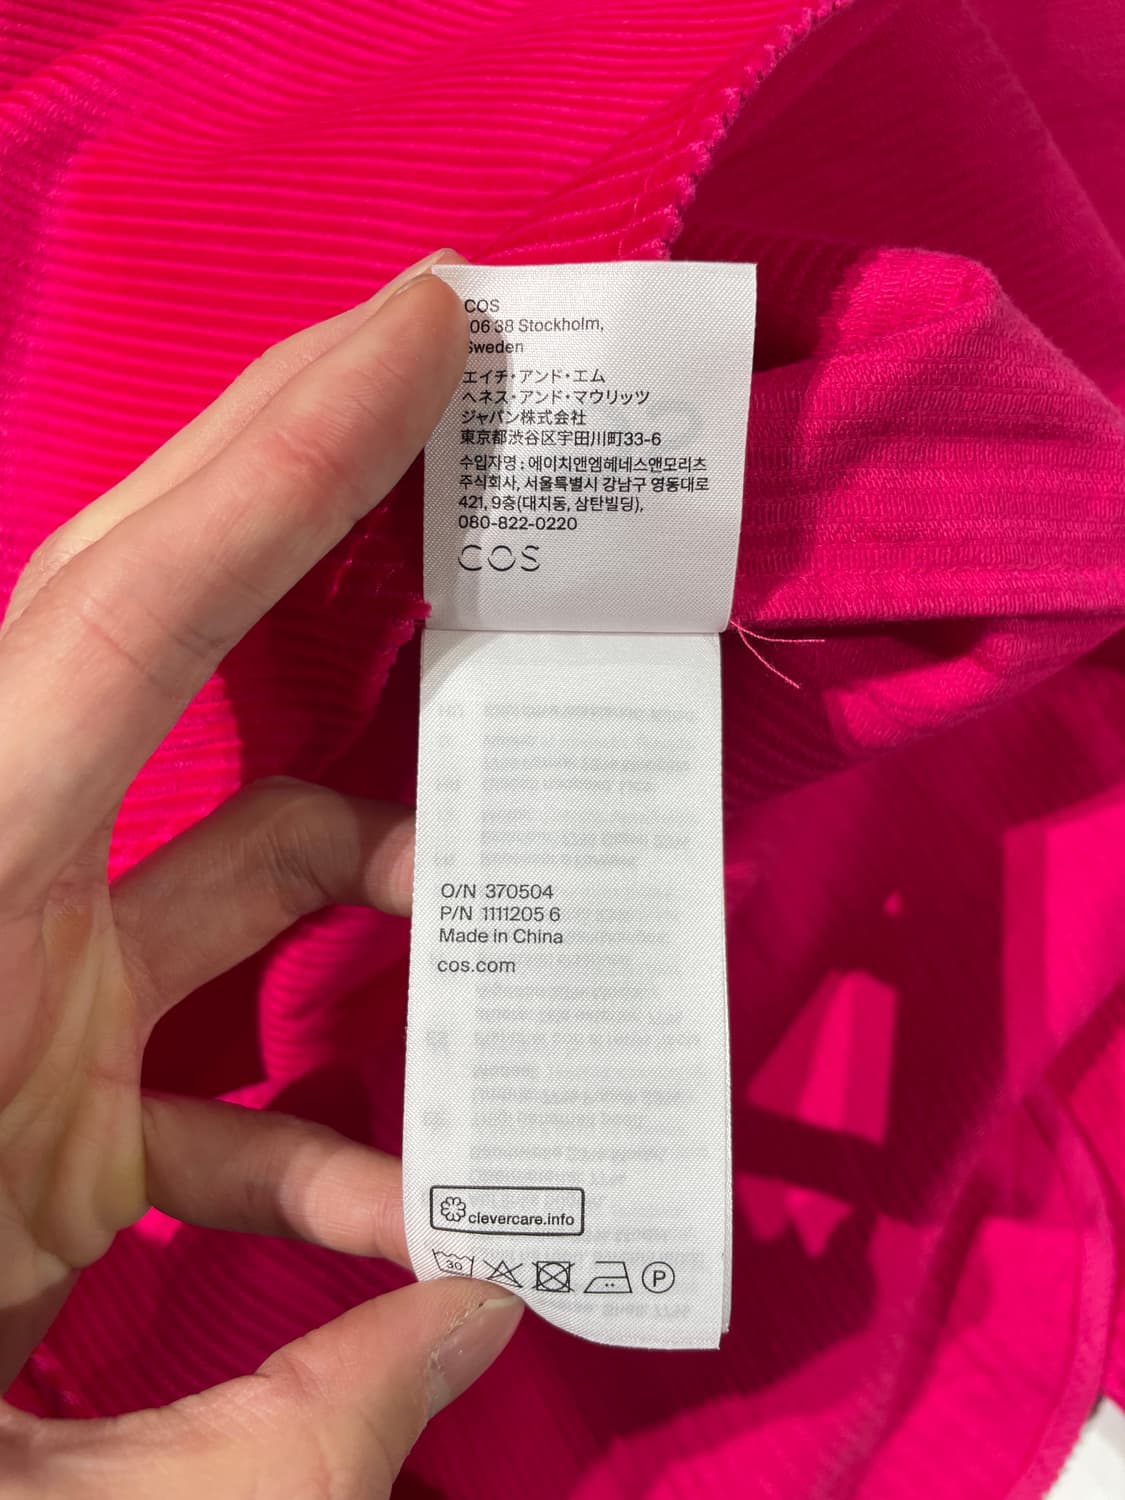 COS
06 38 Stockholm,
Sweden
エイチ・アンド・エム
ヘネス・アンド・マウリッツ
ジャパン株式会社
東京都渋谷区宇田川町33-6
수입자명 : 에이치앤엠헤네스앤모리츠
주식회사, 서울특별시 강남구 영동대로
421, 9층(대치동, 삼탄빌딩),
080-822-0220
COS
O/N 370504
P/N 1111205 6
Made in China
cos.com
clevercare.info
30
P